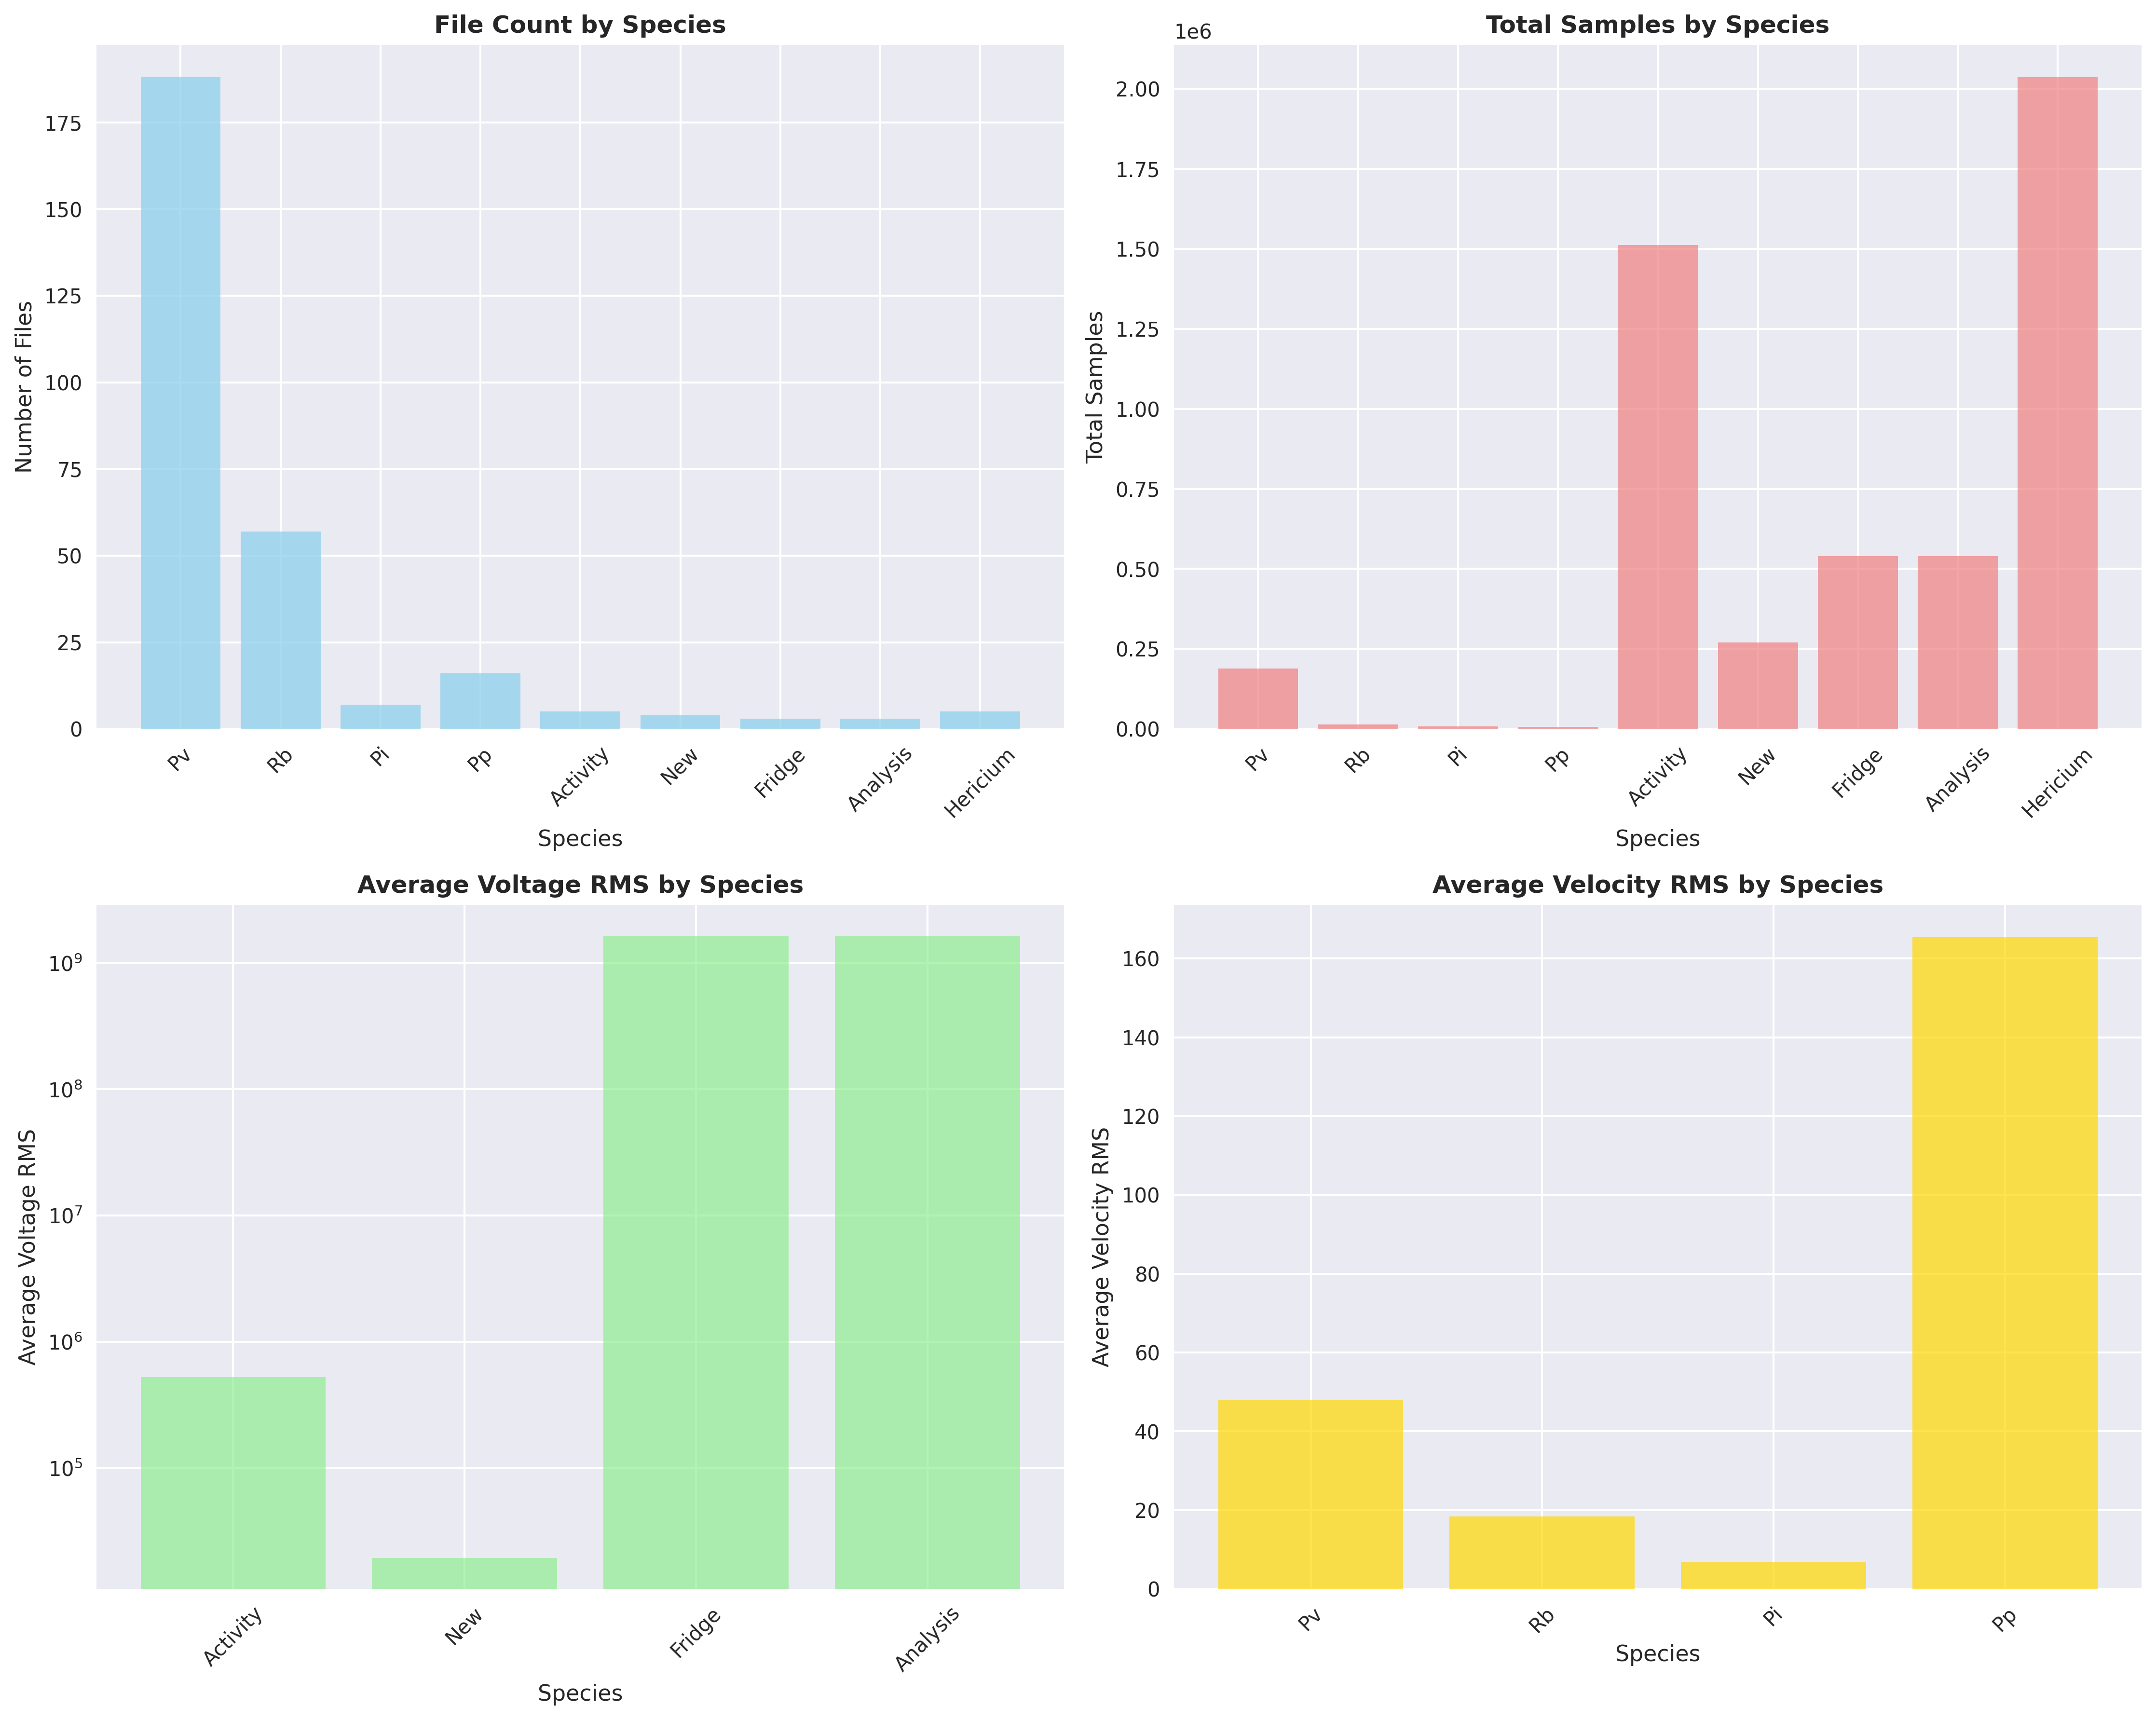 File Count by Species
Number of Files
175
150
125
100
75
50
25
0
Pv
Rb
Pi
Pp
Activity
New
Fridge
Analysis
Hericium
Species
Total Samples by Species
1e6
Total Samples
2.00
1.75
1.50
1.25
1.00
0.75
0.50
0.25
0.00
Pv
Rb
Pi
Pp
Activity
New
Fridge
Analysis
Hericium
Species
Average Voltage RMS by Species
Average Voltage RMS
10⁹
10⁸
10⁷
10⁶
10⁵
Activity
New
Fridge
Analysis
Species
Average Velocity RMS by Species
Average Velocity RMS
160
140
120
100
80
60
40
20
0
Pv
Rb
Pi
Pp
Species